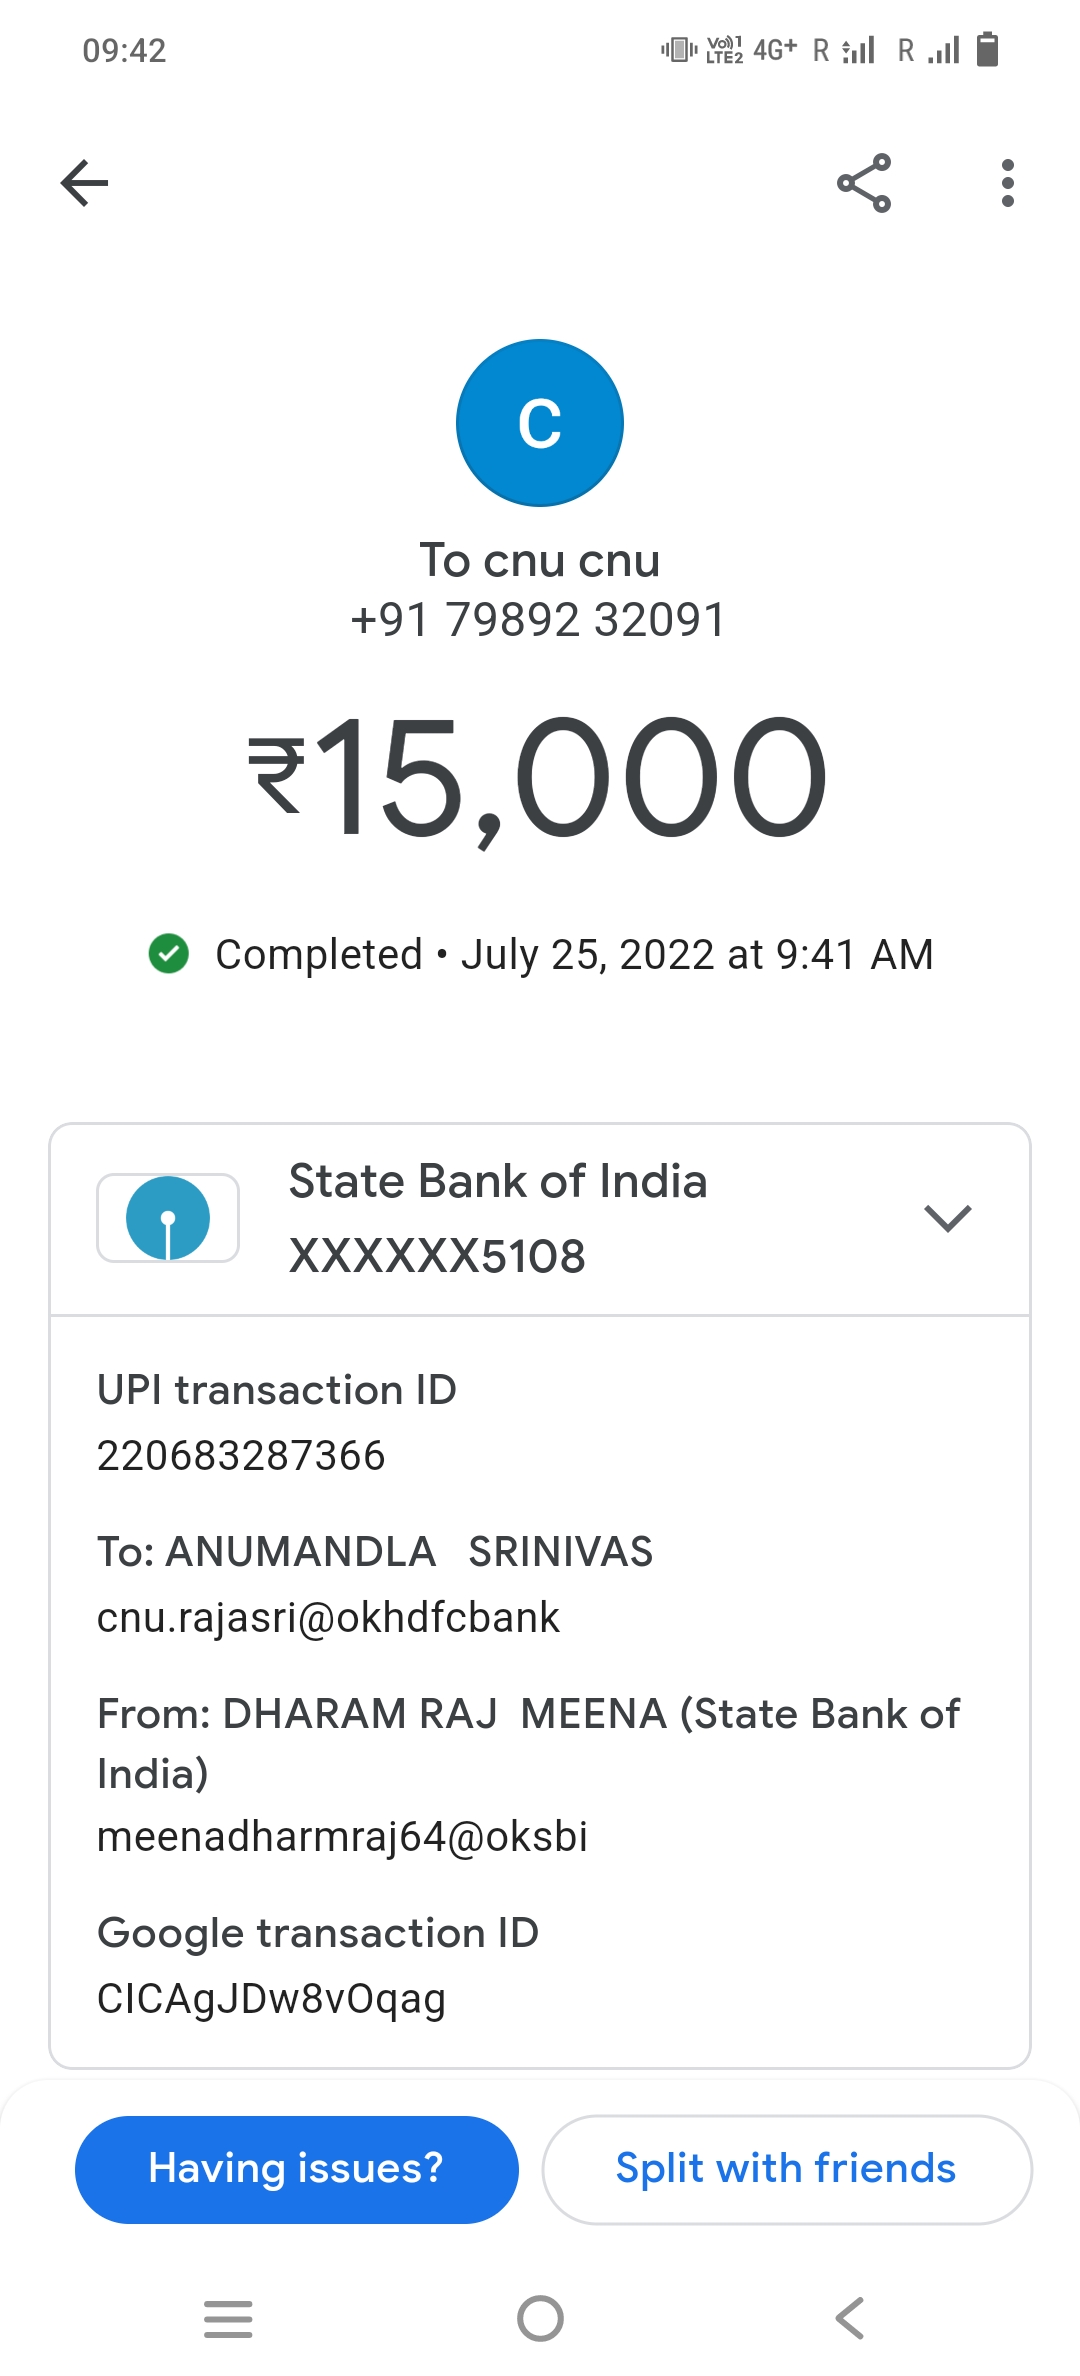 09:42
Vo)) 1
LTE2 4G+ R R
C
To cnu cnu
+91 79892 32091
₹15,000
Completed • July 25, 2022 at 9:41 AM
State Bank of India
XXXXXX5108
UPI transaction ID
220683287366
To: ANUMANDLA SRINIVAS
cnu.rajasri@okhdfcbank
From: DHARAM RAJ MEENA (State Bank of
India)
meenadharmraj64@oksbi
Google transaction ID
CICAgJDw8vOqag
Having issues?
Split with friends